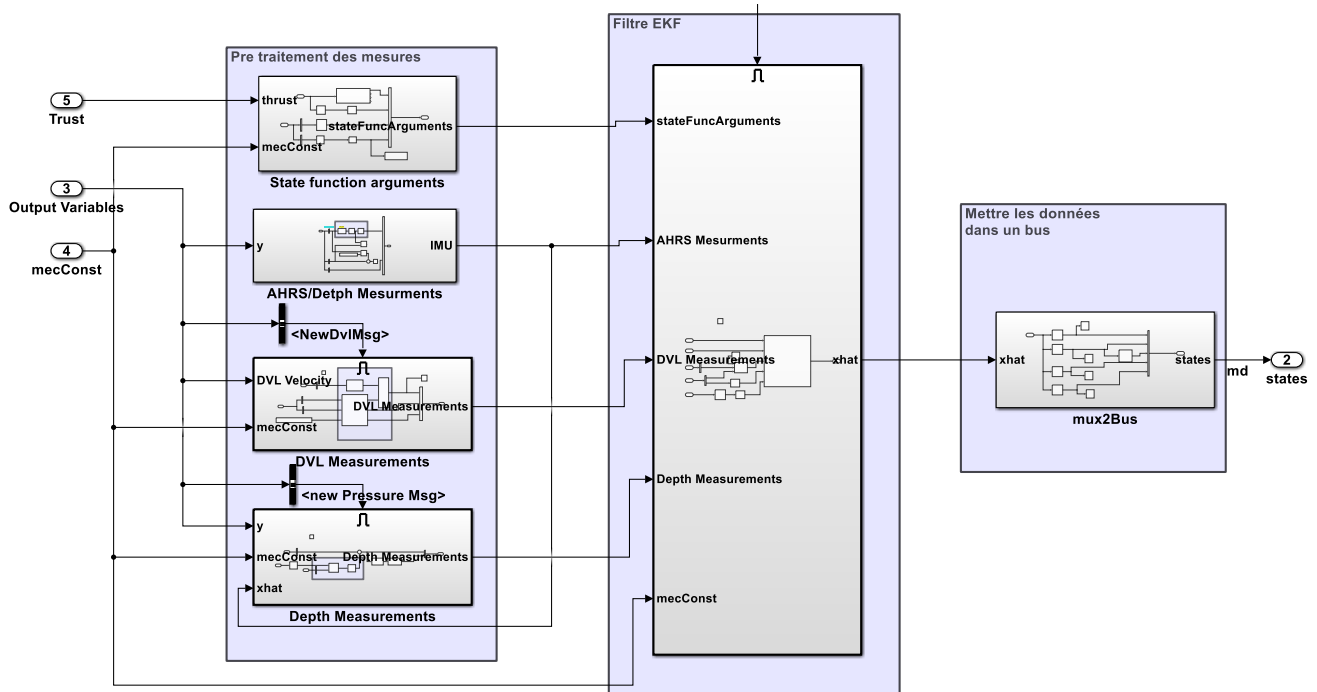 Filtre EKF
Pre traitement des mesures
5
Trust
thrust
stateFuncArguments
mecConst
State function arguments
3
Output Variables
4
mecConst
y
IMU
AHRS/Detph Mesurments
<NewDvlMsg>
DVL Velocity
DVL Measurements
mecConst
DVL Measurements
<new Pressure Msg>
y
mecConst
Depth Measurements
xhat
Depth Measurements
stateFuncArguments
AHRS Mesurments
DVL Measurements
xhat
Depth Measurements
mecConst
Mettre les données
dans un bus
xhat
states
mux2Bus
md
2
states